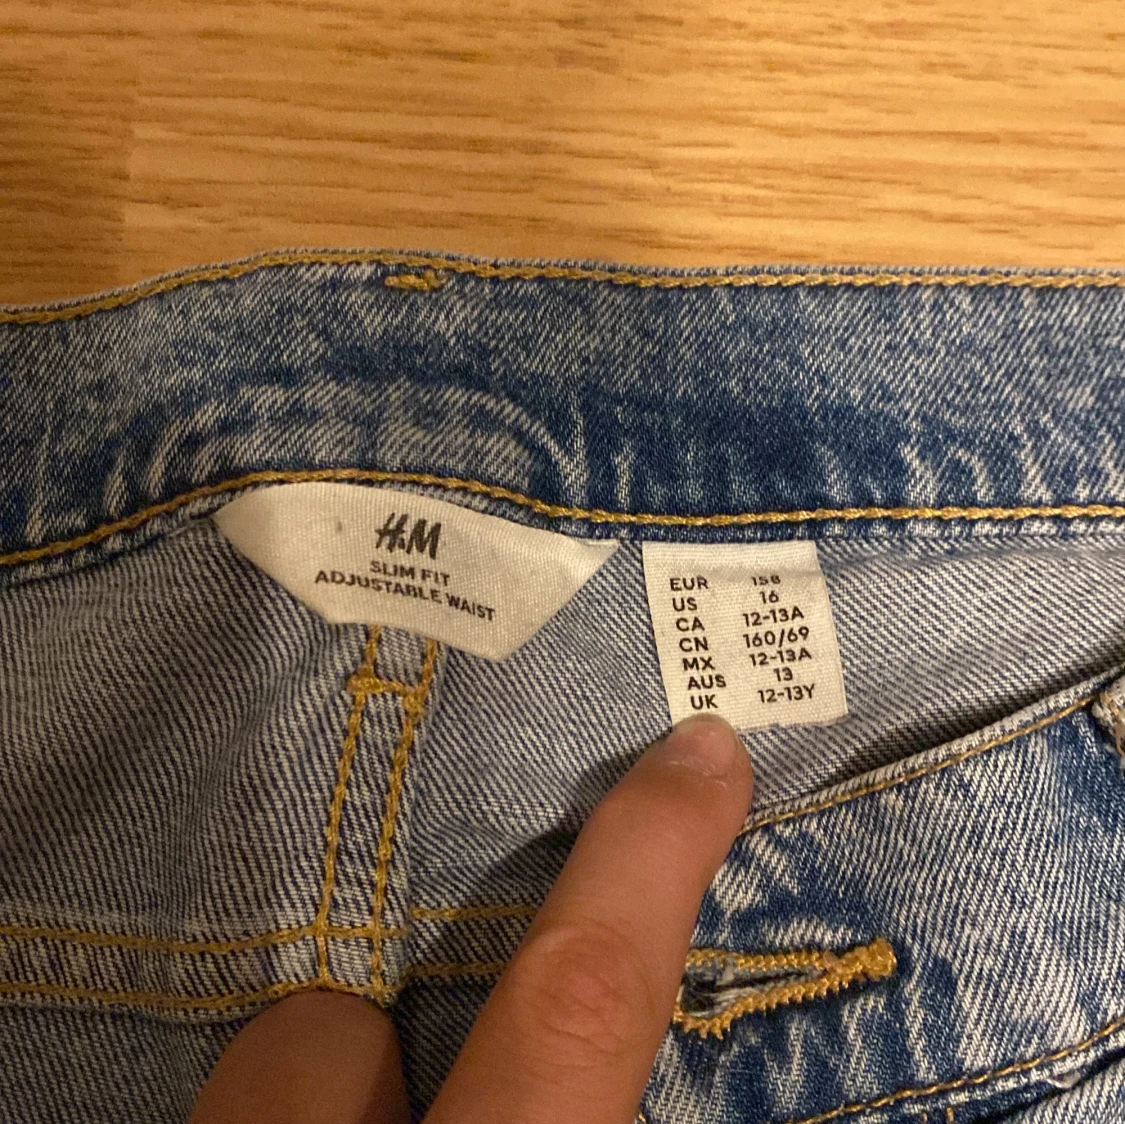 H&M
SLIM FIT
ADJUSTABLE WAIST
EUR 158
US 16
CA 12-13A
CN 160/69
MX 12-13A
AUS 13
UK 12-13Y